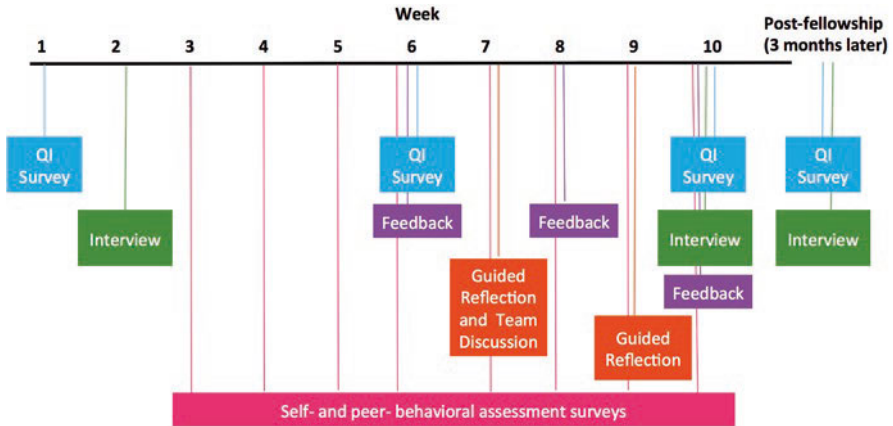 Week
Post-fellowship
(3 months later)
1 2 3 4 5 6 7 8 9 10
QI
Survey
QI
Survey
QI
Survey
QI
Survey
Interview
Feedback
Feedback
Interview
Interview
Guided
Reflection
and Team
Discussion
Feedback
Guided
Reflection
Self- and peer- behavioral assessment surveys